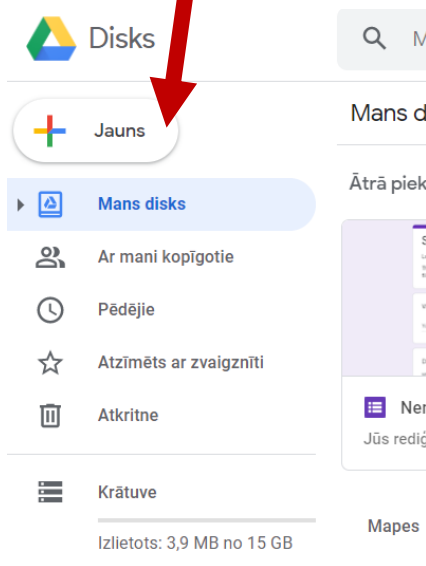 Disks
Jauns
Mans disks
Ar mani kopīgotie
Pēdējie
Atzīmēts ar zvaigznīti
Atkritne
Krātuve
Izlietots: 3,9 MB no 15 GB
M
Mans d
Ātrā piek
Ner
Jūs rediģ
Mapes